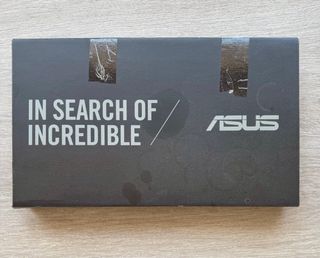 IN SEARCH OF
INCREDIBLE
ASUS